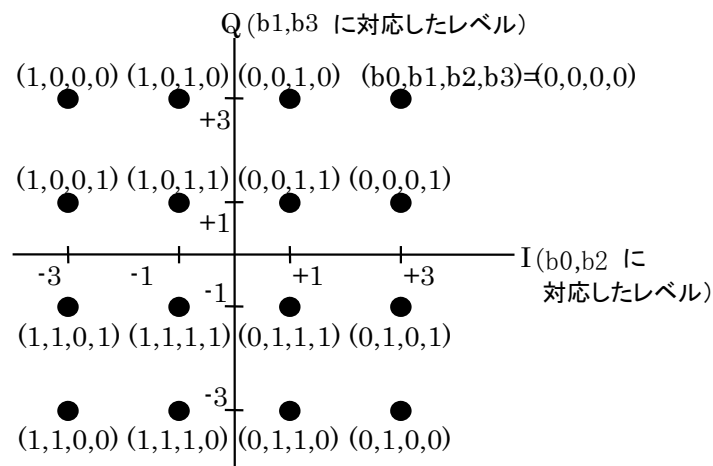 Q(b1,b3 に対応したレベル)
(1,0,0,0) (1,0,1,0) (0,0,1,0) (b0,b1,b2,b3)=(0,0,0,0)
+3
(1,0,0,1) (1,0,1,1) (0,0,1,1) (0,0,0,1)
+1
I(b0,b2 に
-3 -1 +1 +3
対応したレベル)
-1
(1,1,0,1) (1,1,1,1) (0,1,1,1) (0,1,0,1)
-3
(1,1,0,0) (1,1,1,0) (0,1,1,0) (0,1,0,0)